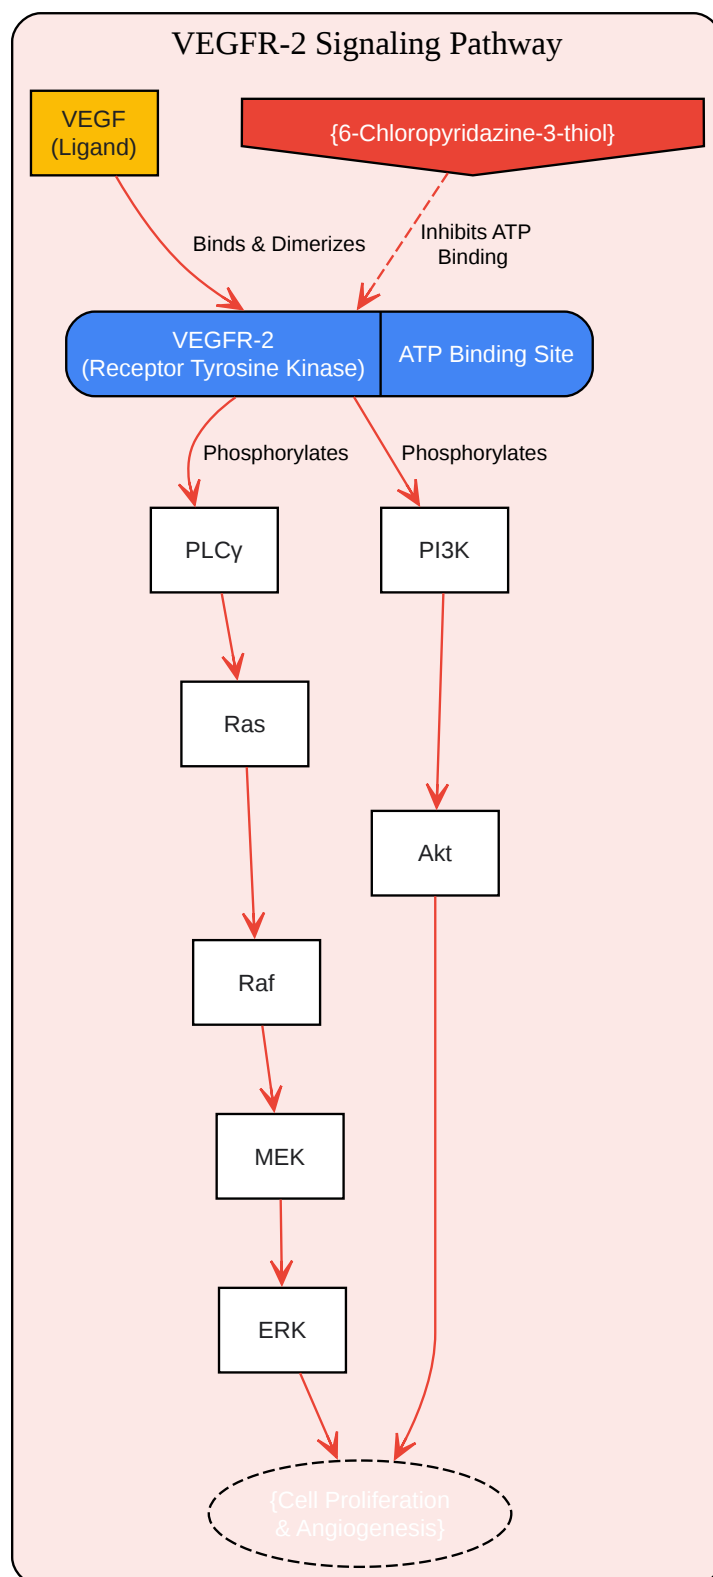 VEGFR-2 Signaling Pathway
VEGF
(Ligand)
{6-Chloropyridazine-3-thiol}
Binds & Dimerizes
Inhibits ATP
Binding
VEGFR-2
(Receptor Tyrosine Kinase)
ATP Binding Site
Phosphorylates
Phosphorylates
PLCγ
PI3K
Ras
Akt
Raf
MEK
ERK
{Cell Proliferation
& Angiogenesis}